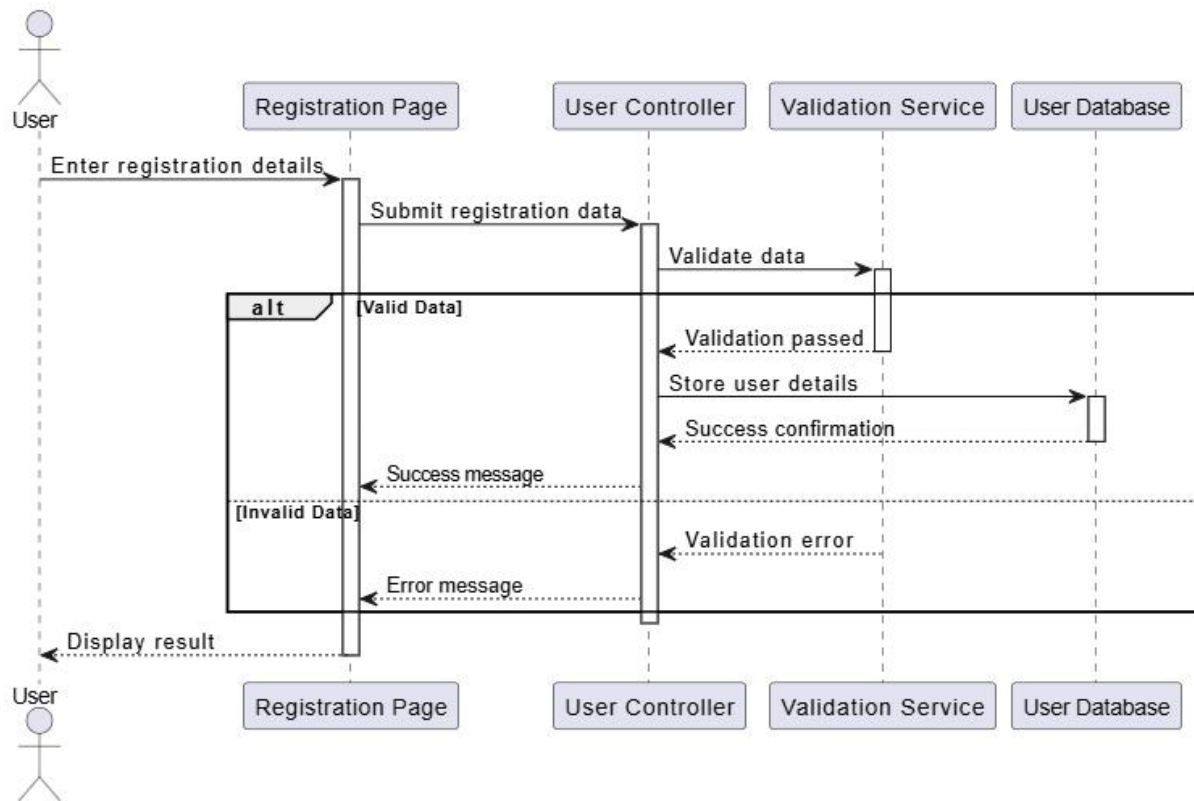 User
Registration Page
User Controller
Validation Service
User Database
Enter registration details
Submit registration data
Validate data
alt
[Valid Data]
Validation passed
Store user details
Success confirmation
Success message
[Invalid Data]
Validation error
Error message
Display result
User
Registration Page
User Controller
Validation Service
User Database